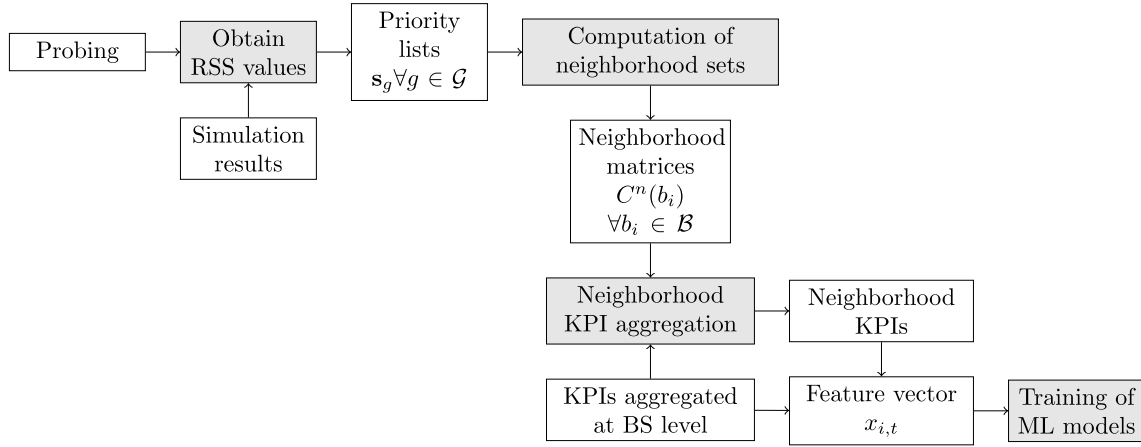 Probing
Obtain
RSS values
Priority
lists
𝐬_g∀g ∈ 𝒢
Computation of
neighborhood sets
Simulation
results
Neighborhood
matrices
Cⁿ(b_i)
∀b_i ∈ ℬ
Neighborhood
KPI aggregation
Neighborhood
KPIs
KPIs aggregated
at BS level
Feature vector
x_{i,t}
Training of
ML models